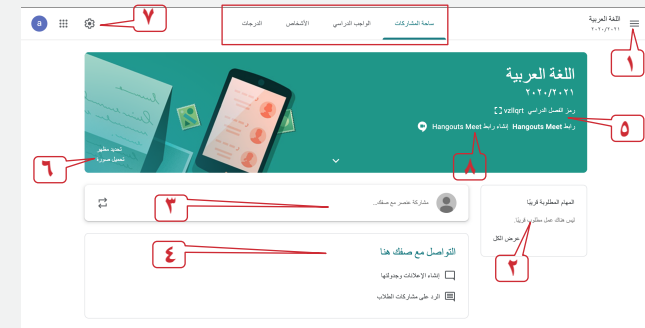 اللغة العربية
٢٠٢٠/٢٠٢١
ساحة المشاركات
الواجب الدراسي
الأشخاص
الدرجات
a
٧
١
اللغة العربية
٢٠٢٠/٢٠٢١
رمز الفصل الدراسي vzllqrt
رابط Hangouts Meet إنشاء رابط Hangouts Meet
٥
٨
تحديد مظهر
تحميل صورة
٦
المهام المطلوبة قريبًا
ليس هناك عمل مطلوب قريبًا.
عرض الكل
٢
مشاركة عنصر مع صفك...
٣
التواصل مع صفك هنا
٤
إنشاء الإعلانات وجدولتها
الرد على مشاركات الطلاب